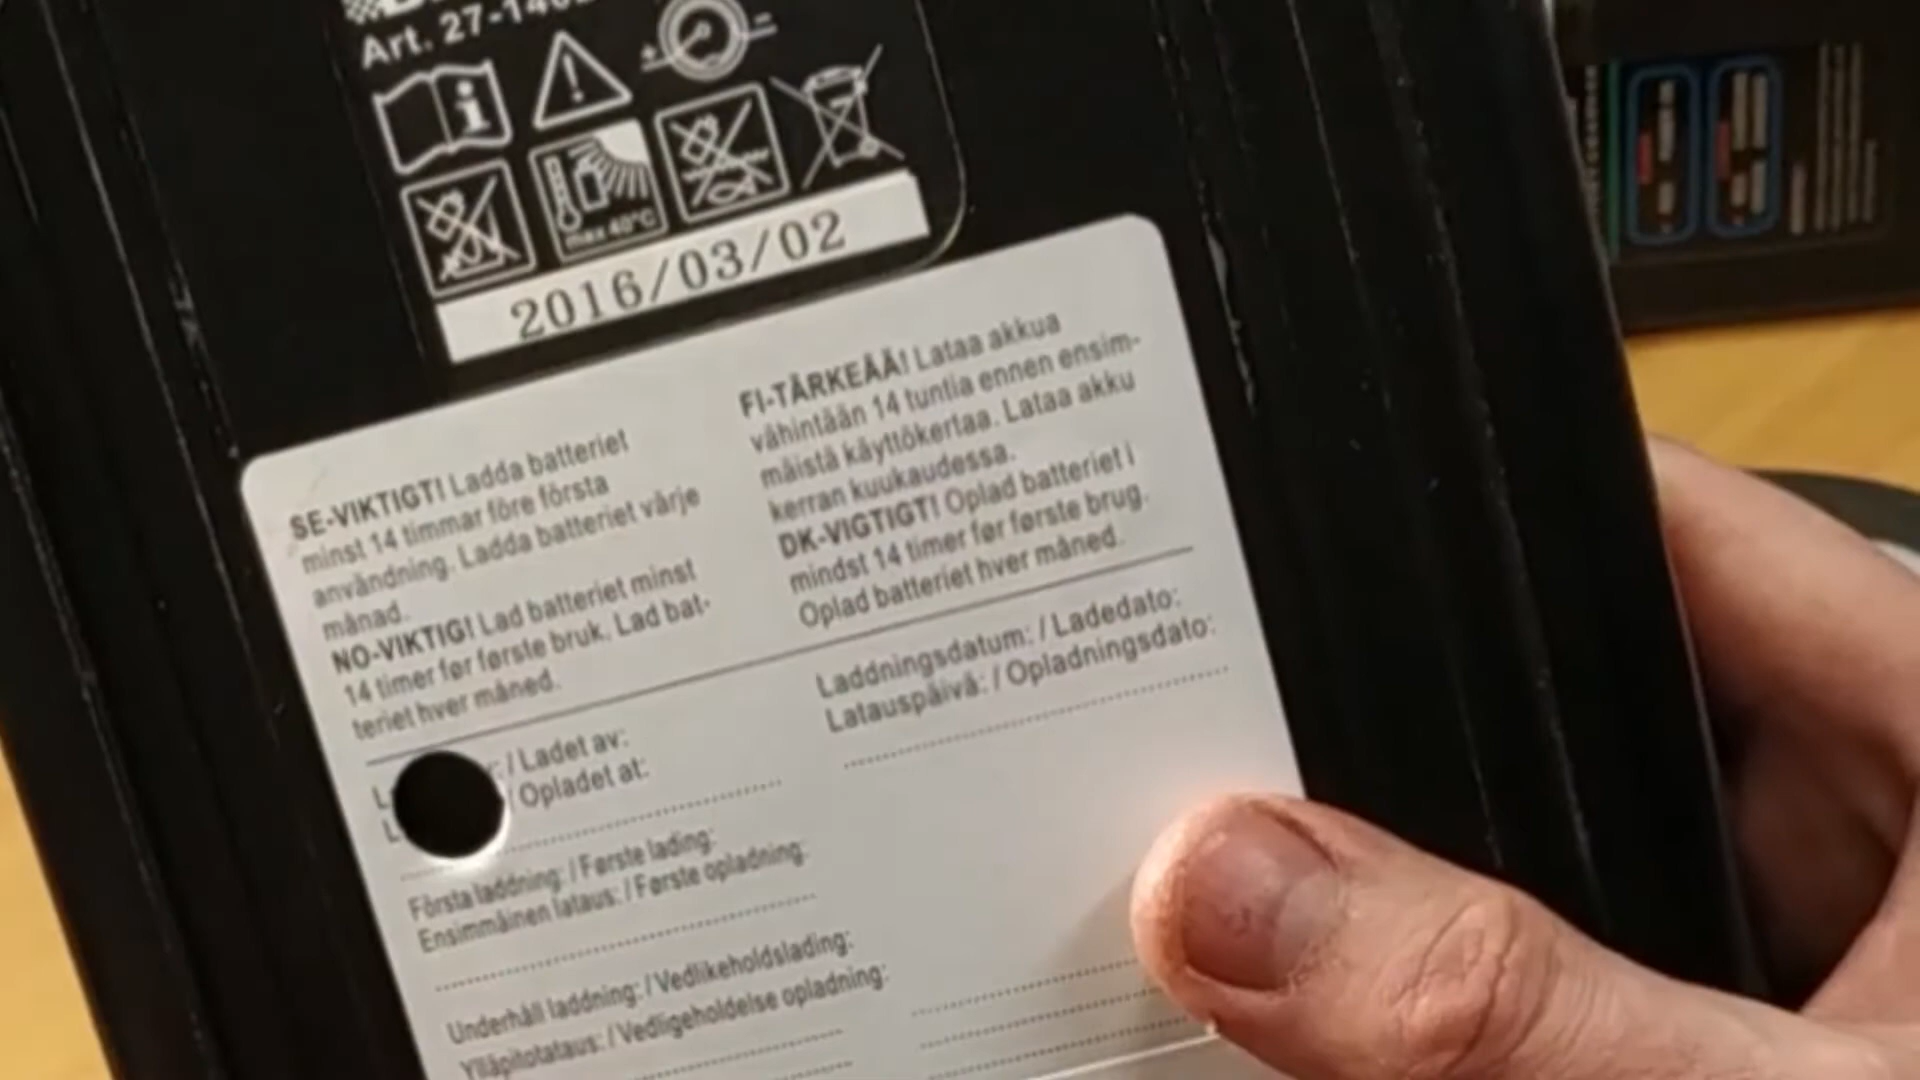 Art. 27-140
max 40°C
2016/03/02
SE-VIKTIGT! Ladda batteriet
minst 14 timmar före första
användning. Ladda batteriet värje
månad.
NO-VIKTIG! Lad batteriet minst
14 timer før første bruk. Lad bat-
teriet hver måned.
FI-TÄRKEÄÄ! Lataa akkua
vähintään 14 tuntia ennen ensim-
mäistä käyttökertaa. Lataa akku
kerran kuukaudessa.
DK-VIGTIGT! Oplad batteriet i
mindst 14 timer før første brug.
Oplad batteriet hver måned.
/ Ladet av:
/ Opladet at:
Laddningsdatum: / Ladedato:
Latauspäivä: / Opladningsdato:
Första laddning: / Første lading:
Ensimmäinen lataus: / Første opladning:
Underhåll laddning: / Vedlikeholdslading:
Ylläpitolataus: / Vedligeholdelse opladning: